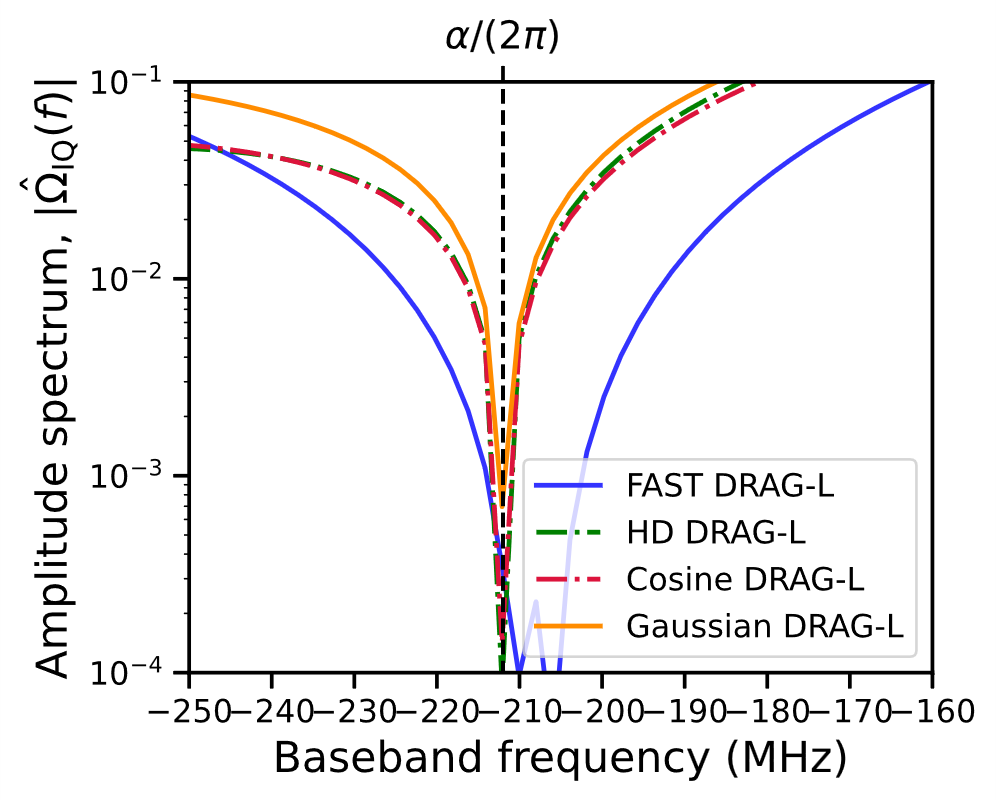 α/(2π)
Amplitude spectrum, |Ω̂IQ(f)|
10⁻¹
10⁻²
10⁻³
10⁻⁴
FAST DRAG-L
HD DRAG-L
Cosine DRAG-L
Gaussian DRAG-L
−250 −240 −230 −220 −210 −200 −190 −180 −170 −160
Baseband frequency (MHz)